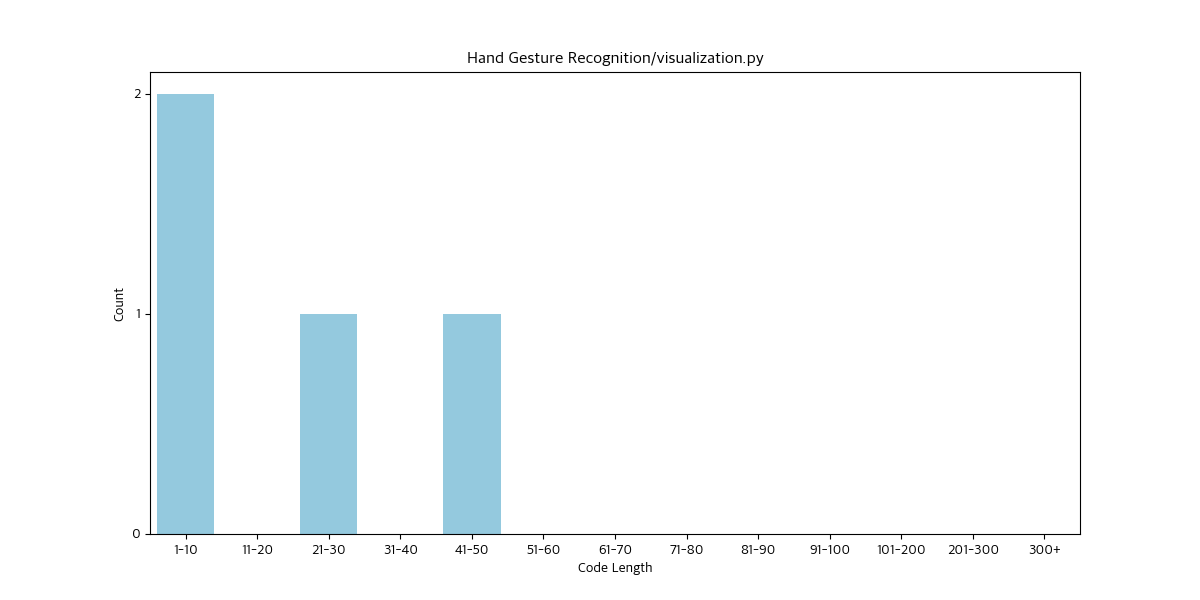 Hand Gesture Recognition/visualization.py
2
1
0
Count
1-10 11-20 21-30 31-40 41-50 51-60 61-70 71-80 81-90 91-100 101-200 201-300 300+
Code Length